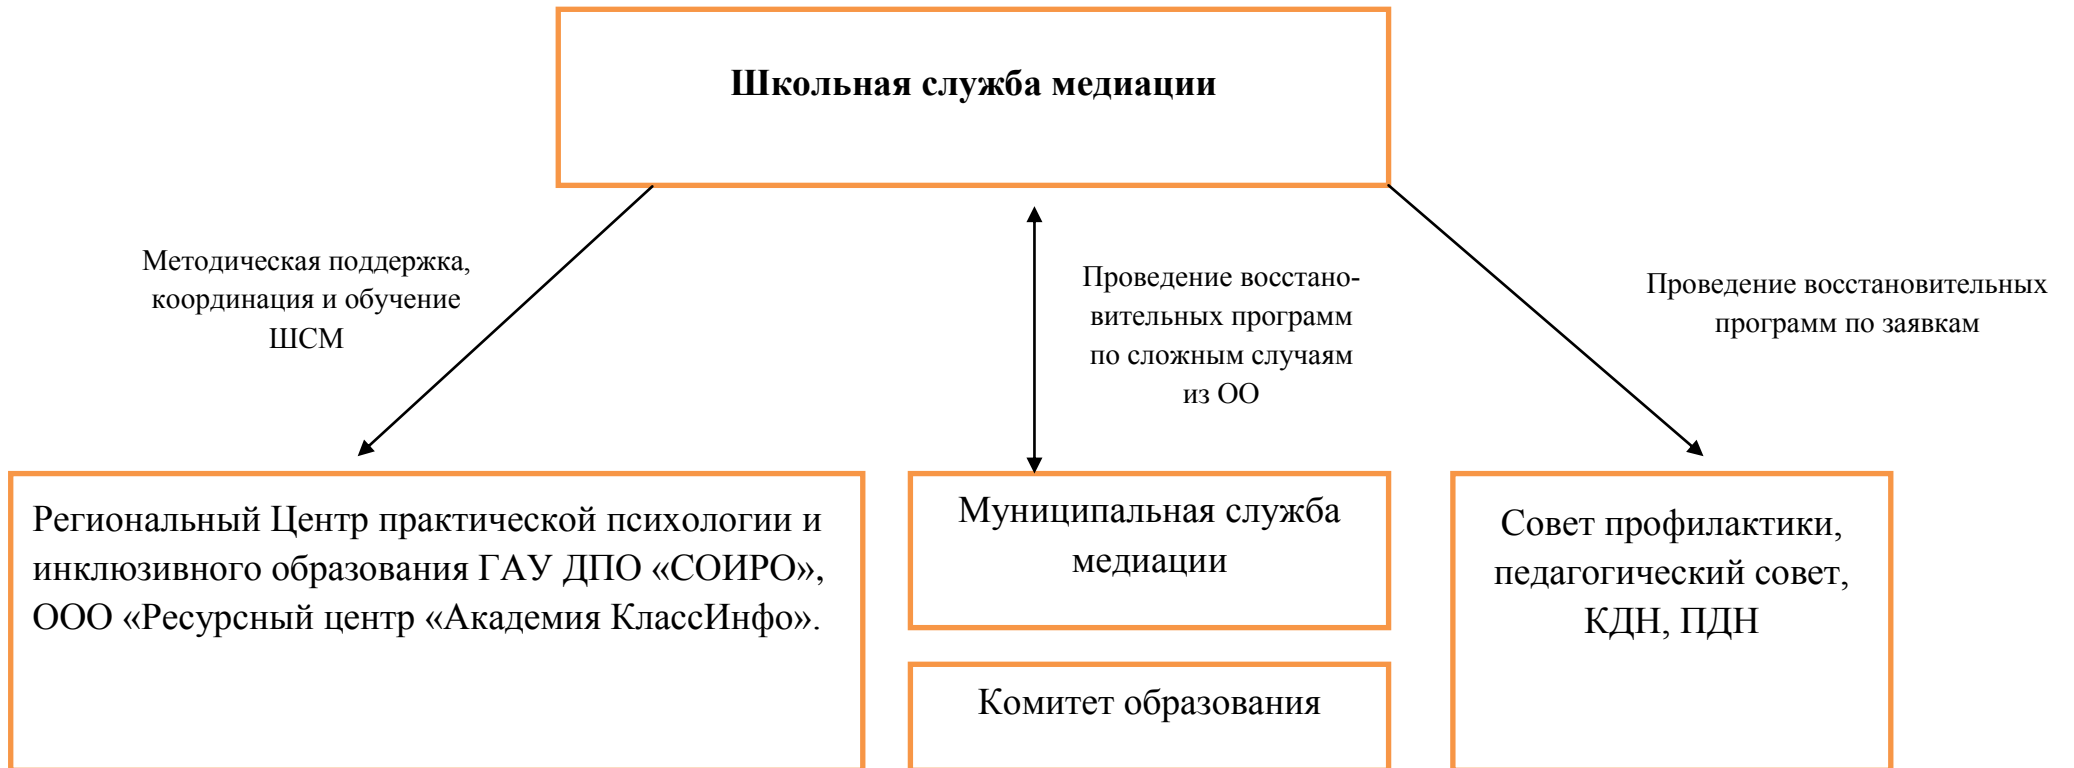 Школьная служба медиации
Методическая поддержка,
координация и обучение
ШСМ
Проведение восстано-
вительных программ
по сложным случаям
из ОО
Проведение восстановительных
программ по заявкам
Региональный Центр практической психологии и
инклюзивного образования ГАУ ДПО «СОИРО»,
ООО «Ресурсный центр «Академия КлассИнфо».
Муниципальная служба
медиации
Комитет образования
Совет профилактики,
педагогический совет,
КДН, ПДН